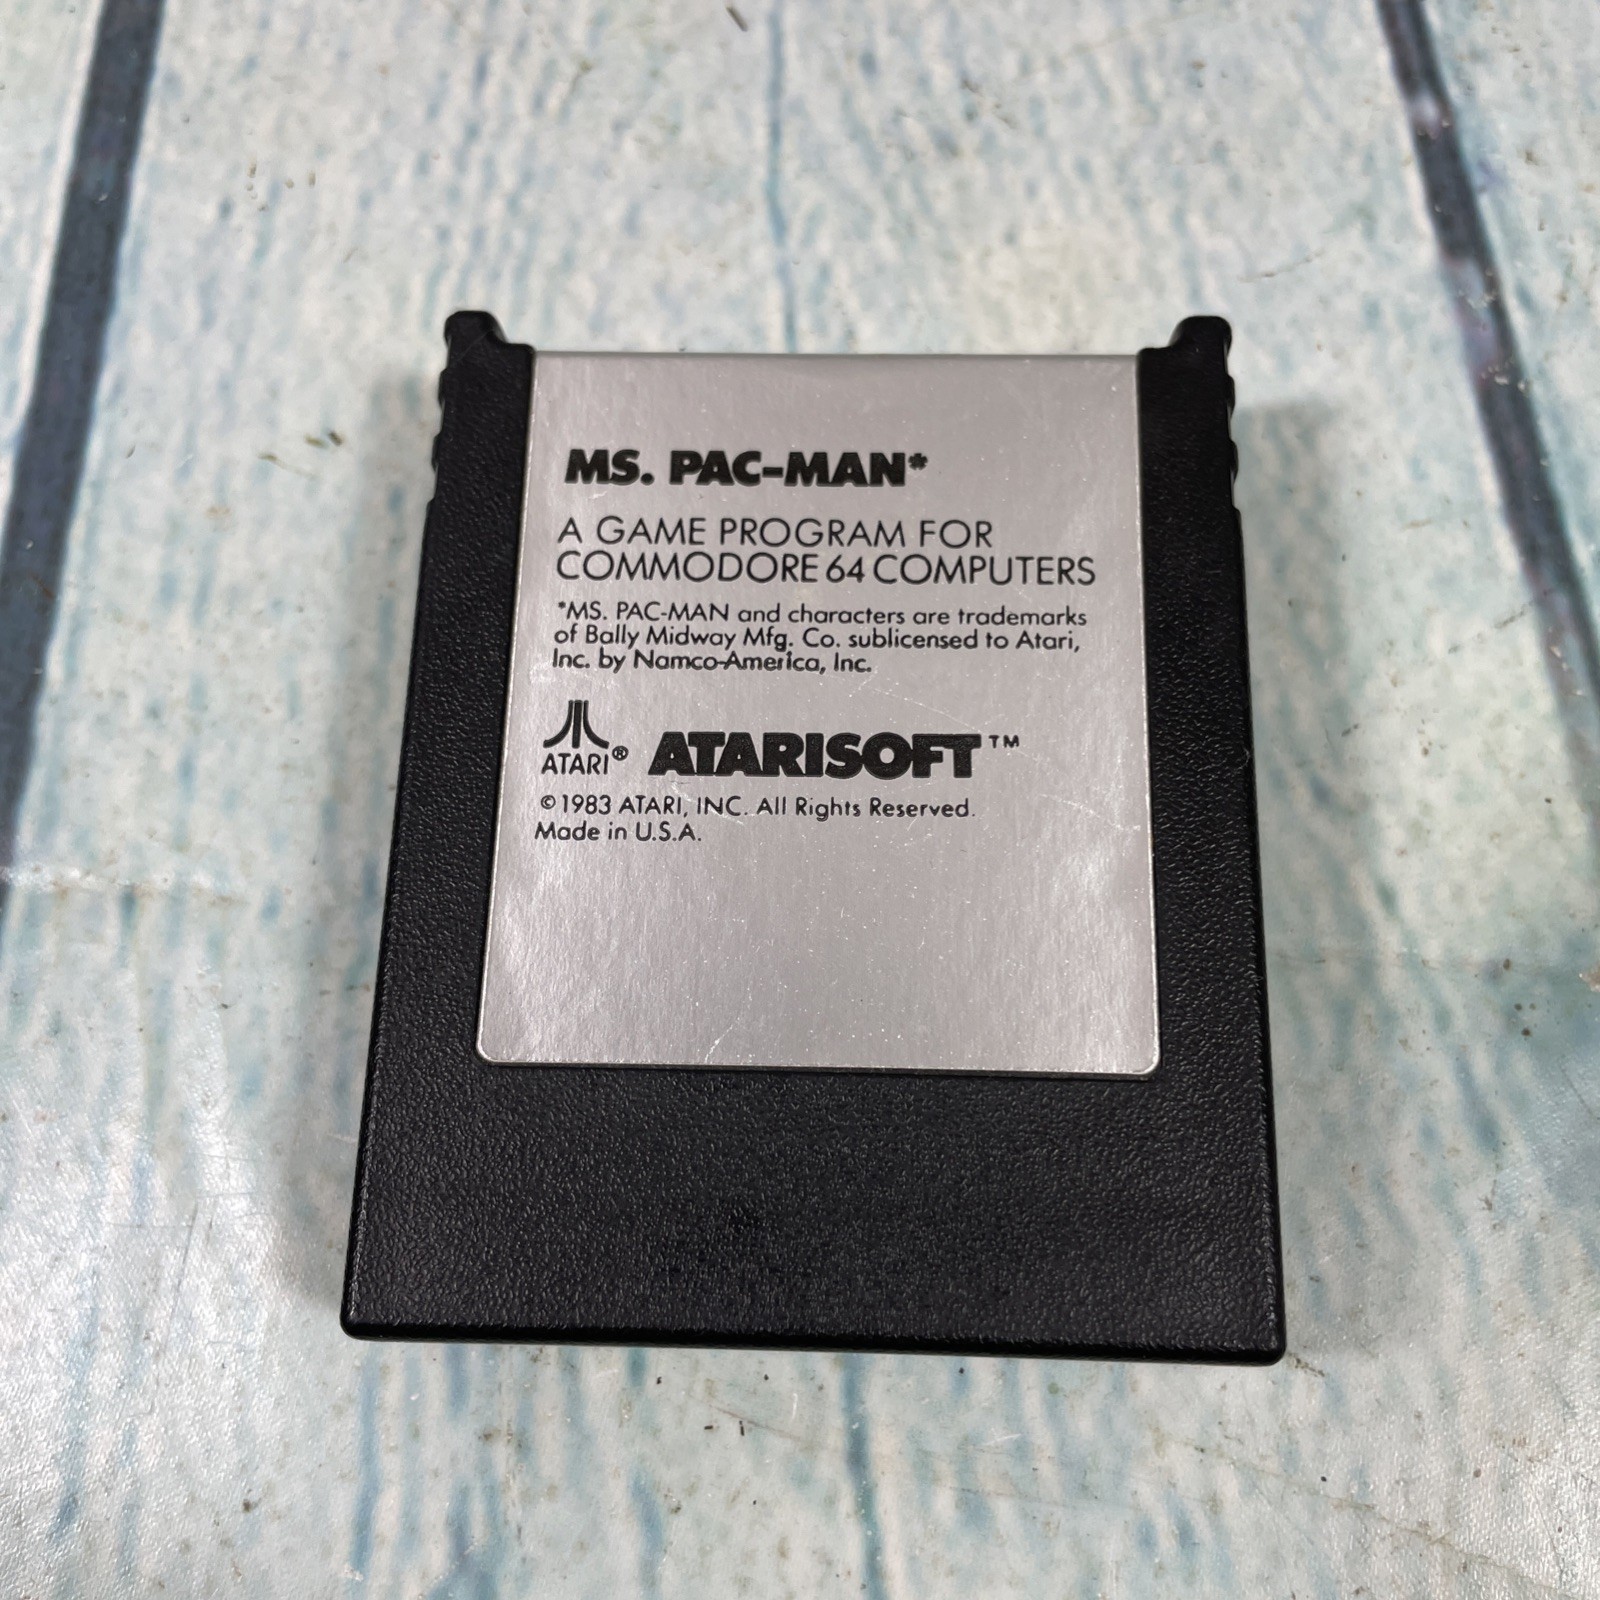 MS. PAC-MAN*
A GAME PROGRAM FOR
COMMODORE 64 COMPUTERS
*MS. PAC-MAN and characters are trademarks
of Bally Midway Mfg. Co. sublicensed to Atari,
Inc. by Namco-America, Inc.
ATARI® ATARISOFT™
©1983 ATARI, INC. All Rights Reserved.
Made in U.S.A.